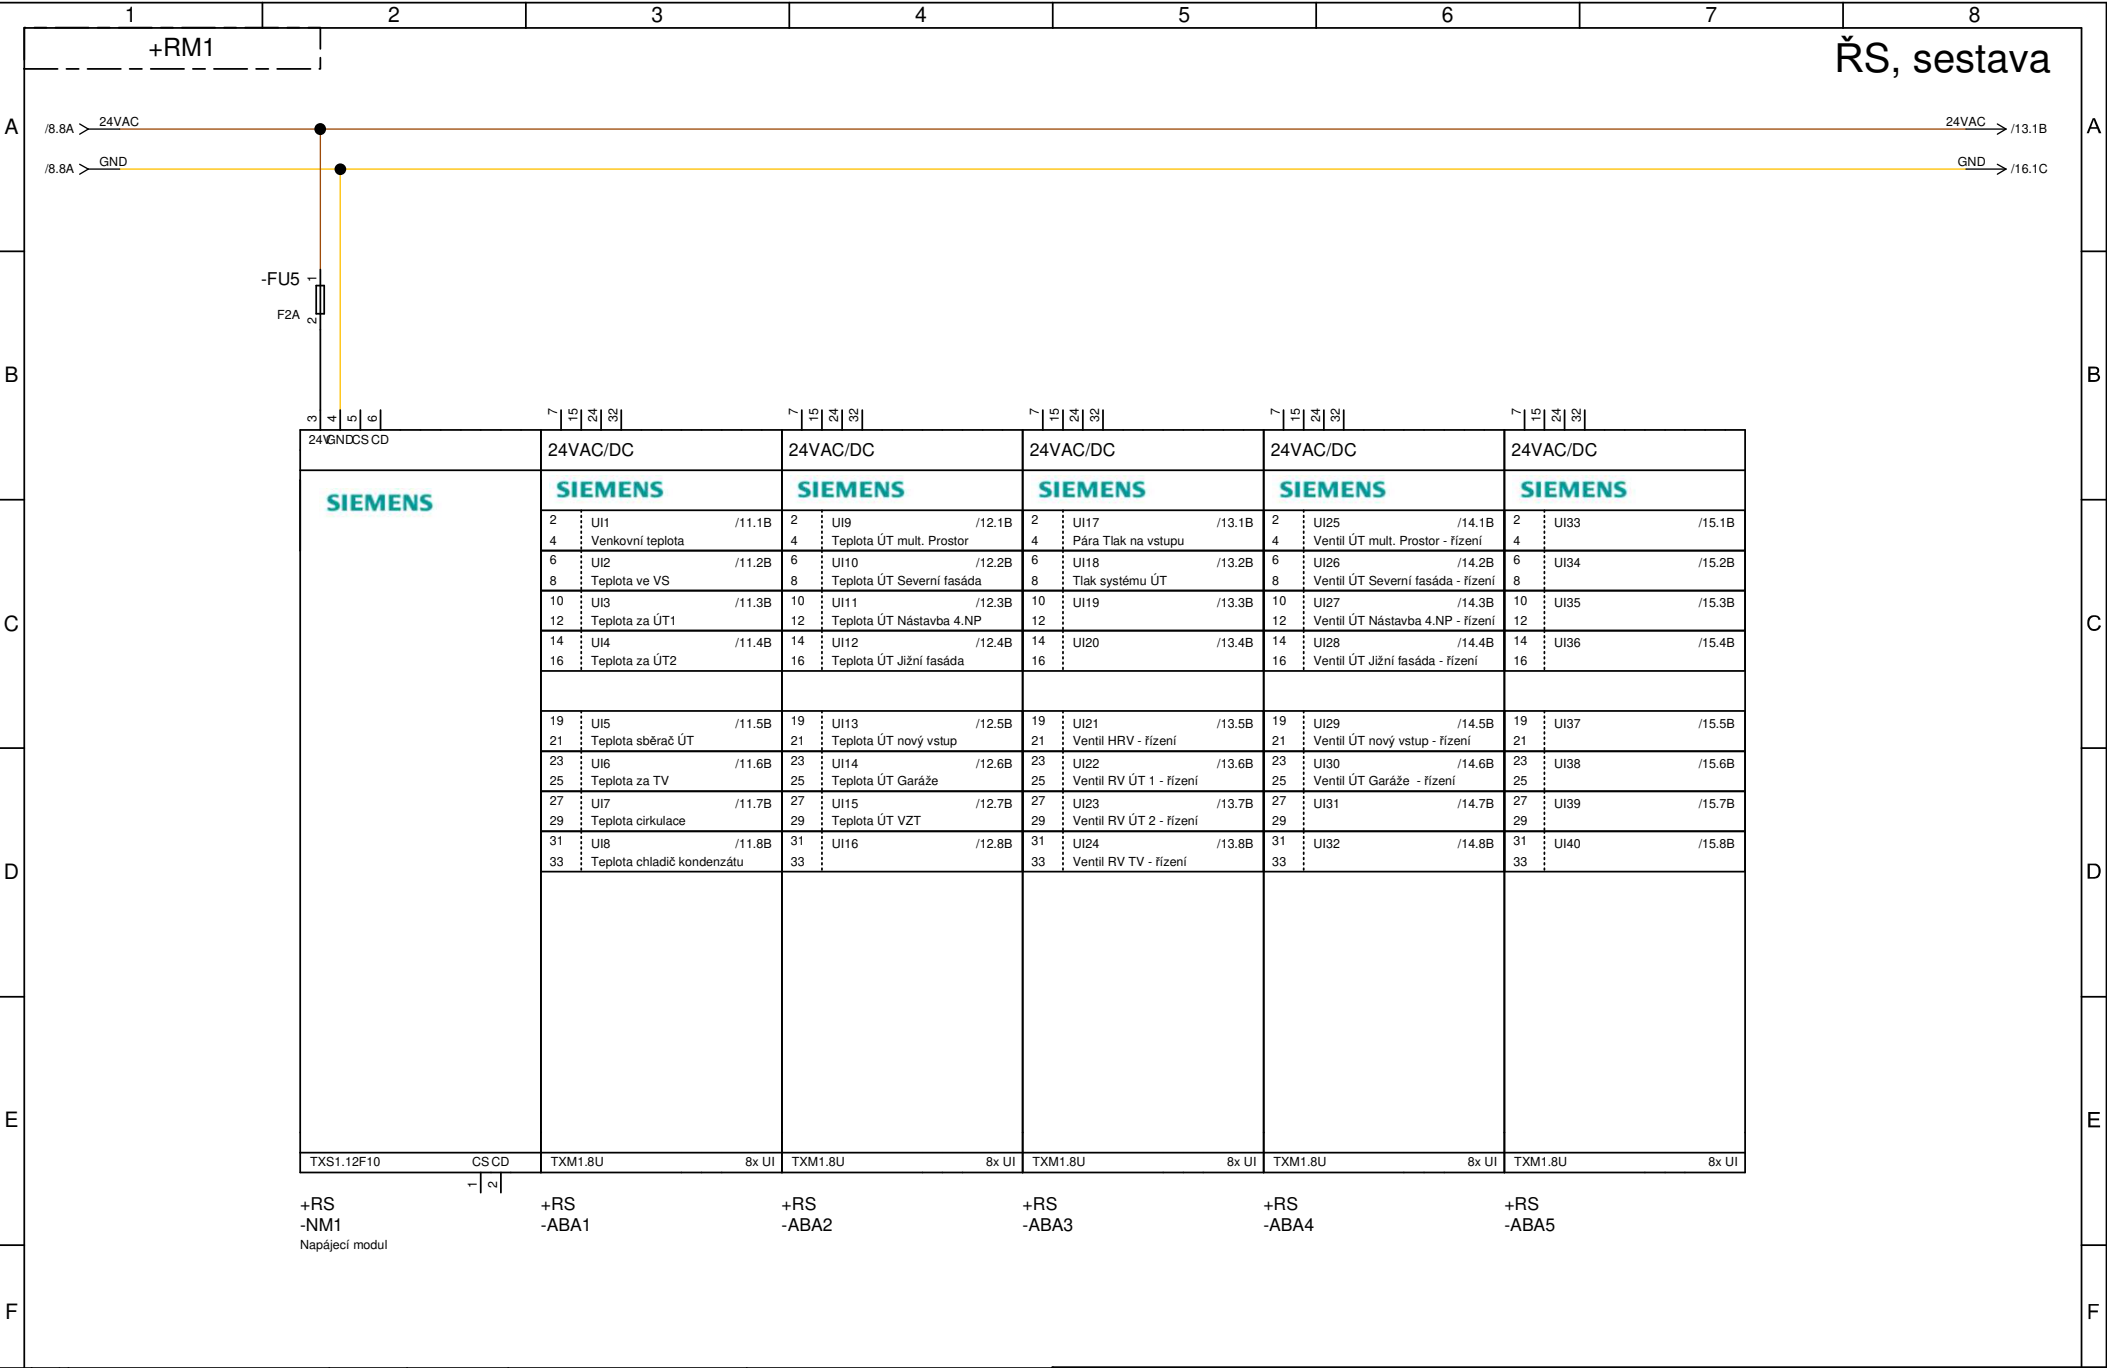 1 2 3 4 5 6 7 8
+RM1
ŘS, sestava
A A
/8.8A 24VAC 24VAC /13.1B
/8.8A GND GND /16.1C
-FU5 1
F2A 2
B B
3 4 5 6 7 15 24 32 7 15 24 32 7 15 24 32 7 15 24 32 7 15 24 32
24V GND CS CD 24VAC/DC 24VAC/DC 24VAC/DC 24VAC/DC 24VAC/DC
SIEMENS SIEMENS SIEMENS SIEMENS SIEMENS SIEMENS
2 UI1 /11.1B 2 UI9 /12.1B 2 UI17 /13.1B 2 UI25 /14.1B 2 UI33 /15.1B
4 Venkovní teplota 4 Teplota ÚT mult. Prostor 4 Pára Tlak na vstupu 4 Ventil ÚT mult. Prostor - řízení 4
6 UI2 /11.2B 6 UI10 /12.2B 6 UI18 /13.2B 6 UI26 /14.2B 6 UI34 /15.2B
8 Teplota ve VS 8 Teplota ÚT Severní fasáda 8 Tlak systému ÚT 8 Ventil ÚT Severní fasáda - řízení 8
10 UI3 /11.3B 10 UI11 /12.3B 10 UI19 /13.3B 10 UI27 /14.3B 10 UI35 /15.3B
C C
12 Teplota za ÚT1 12 Teplota ÚT Nástavba 4.NP 12 12 Ventil ÚT Nástavba 4.NP - řízení 12
14 UI4 /11.4B 14 UI12 /12.4B 14 UI20 /13.4B 14 UI28 /14.4B 14 UI36 /15.4B
16 Teplota za ÚT2 16 Teplota ÚT Jižní fasáda 16 16 Ventil ÚT Jižní fasáda - řízení 16
19 UI5 /11.5B 19 UI13 /12.5B 19 UI21 /13.5B 19 UI29 /14.5B 19 UI37 /15.5B
21 Teplota sběrač ÚT 21 Teplota ÚT nový vstup 21 Ventil HRV - řízení 21 Ventil ÚT nový vstup - řízení 21
23 UI6 /11.6B 23 UI14 /12.6B 23 UI22 /13.6B 23 UI30 /14.6B 23 UI38 /15.6B
25 Teplota za TV 25 Teplota ÚT Garáže 25 Ventil RV ÚT 1 - řízení 25 Ventil ÚT Garáže - řízení 25
27 UI7 /11.7B 27 UI15 /12.7B 27 UI23 /13.7B 27 UI31 /14.7B 27 UI39 /15.7B
29 Teplota cirkulace 29 Teplota ÚT VZT 29 Ventil RV ÚT 2 - řízení 29 29
31 UI8 /11.8B 31 UI16 /12.8B 31 UI24 /13.8B 31 UI32 /14.8B 31 UI40 /15.8B
33 Teplota chladič kondenzátu 33 33 Ventil RV TV - řízení 33 33
D D
E E
TXS1.12F10 CS CD TXM1.8U 8x UI TXM1.8U 8x UI TXM1.8U 8x UI TXM1.8U 8x UI TXM1.8U 8x UI
1 2
+RS +RS +RS +RS +RS +RS
-NM1 -ABA1 -ABA2 -ABA3 -ABA4 -ABA5
Napájecí modul
F F